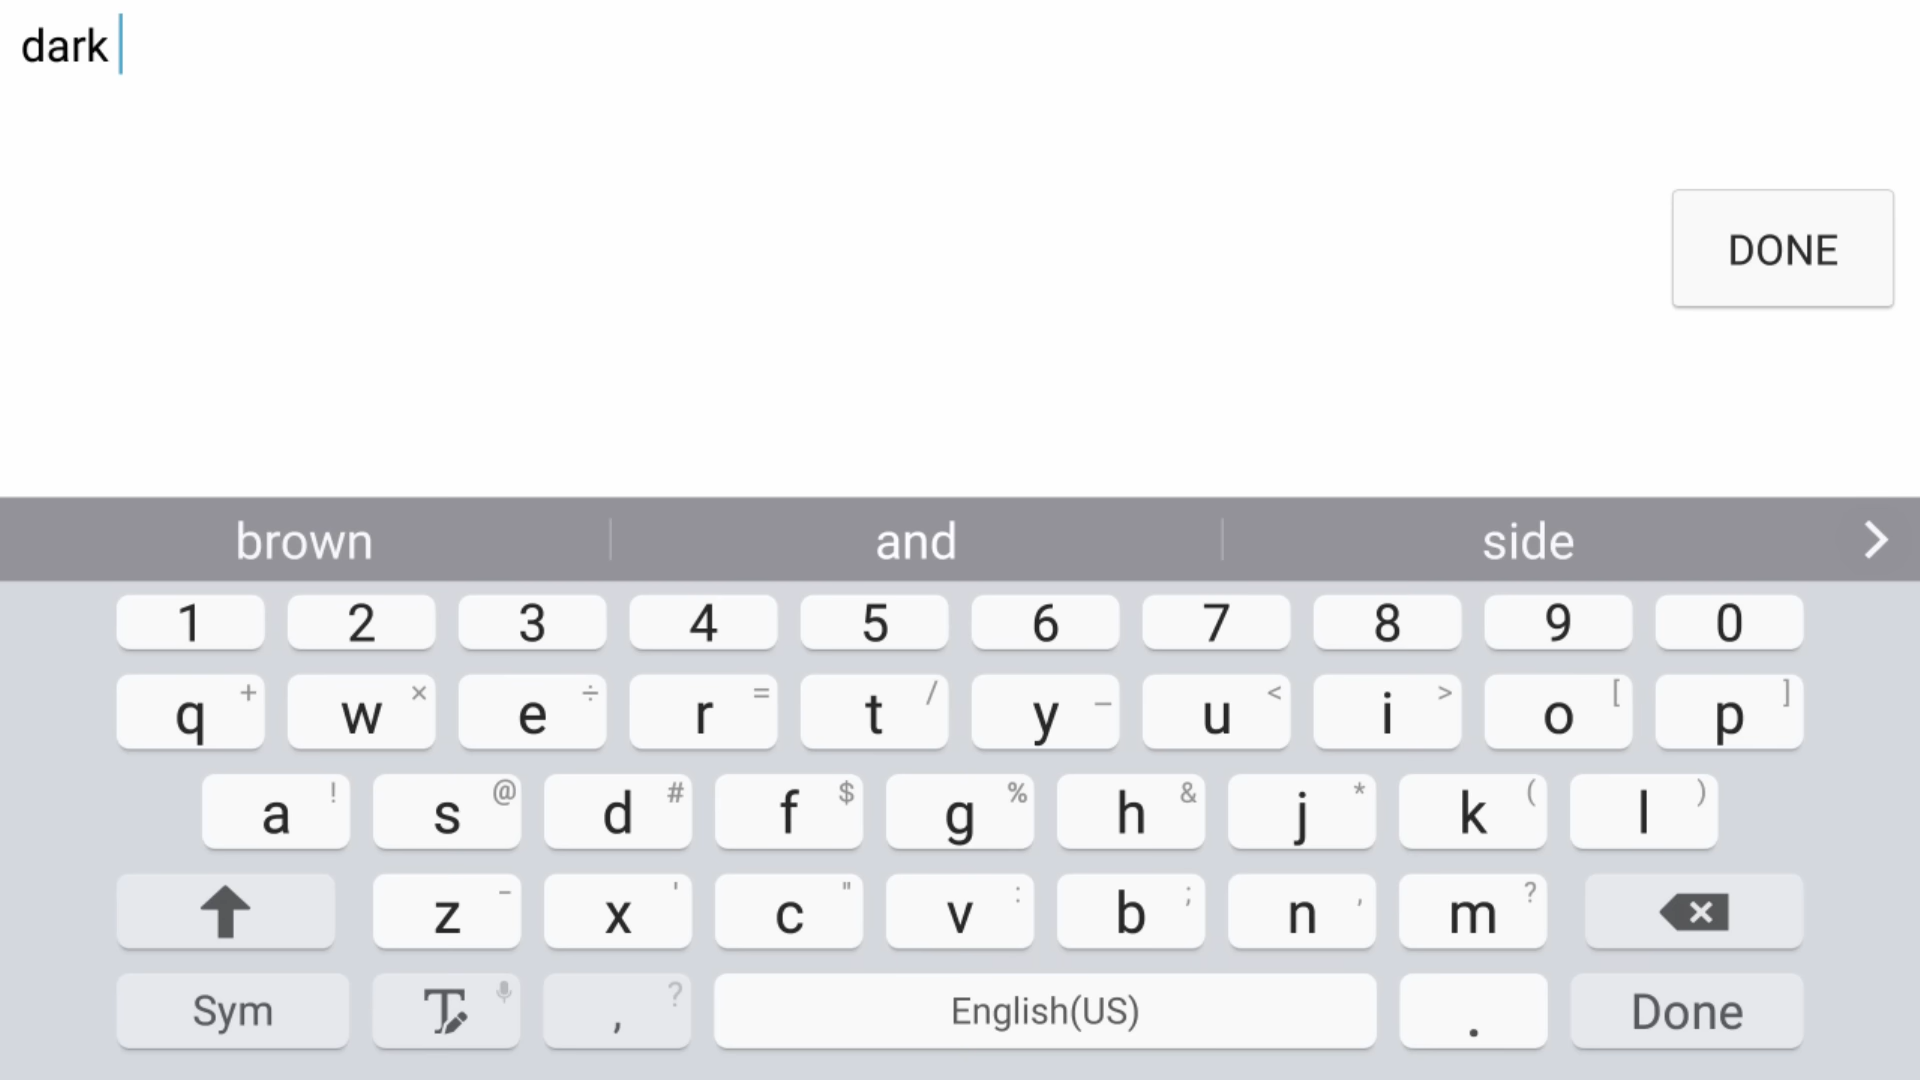 dark
DONE
brown and side
1 2 3 4 5 6 7 8 9 0
q + w × e ÷ r = t / y _ u < i > o [ p ]
a ! s @ d # f $ g % h & j * k ( l )
z - x ' c " v : b ; n , m ?
Sym , ? English(US) . Done